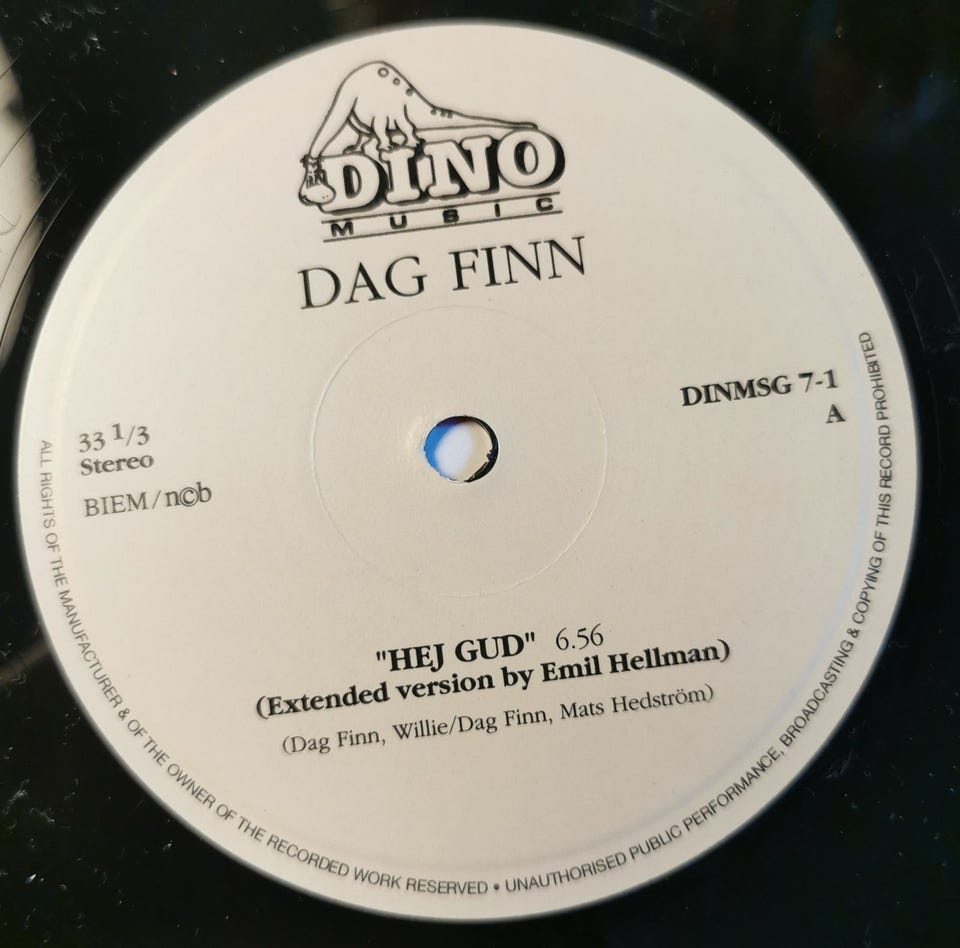 DINO
MUSIC
DAG FINN
33 1/3
Stereo
BIEM/n©b
DINMSG 7-1
A
"HEJ GUD" 6.56
(Extended version by Emil Hellman)
(Dag Finn, Willie/Dag Finn, Mats Hedström)
ALL RIGHTS OF THE MANUFACTURER & OF THE OWNER OF THE RECORDED WORK RESERVED • UNAUTHORISED PUBLIC PERFORMANCE, BROADCASTING & COPYING OF THIS RECORD PROHIBITED